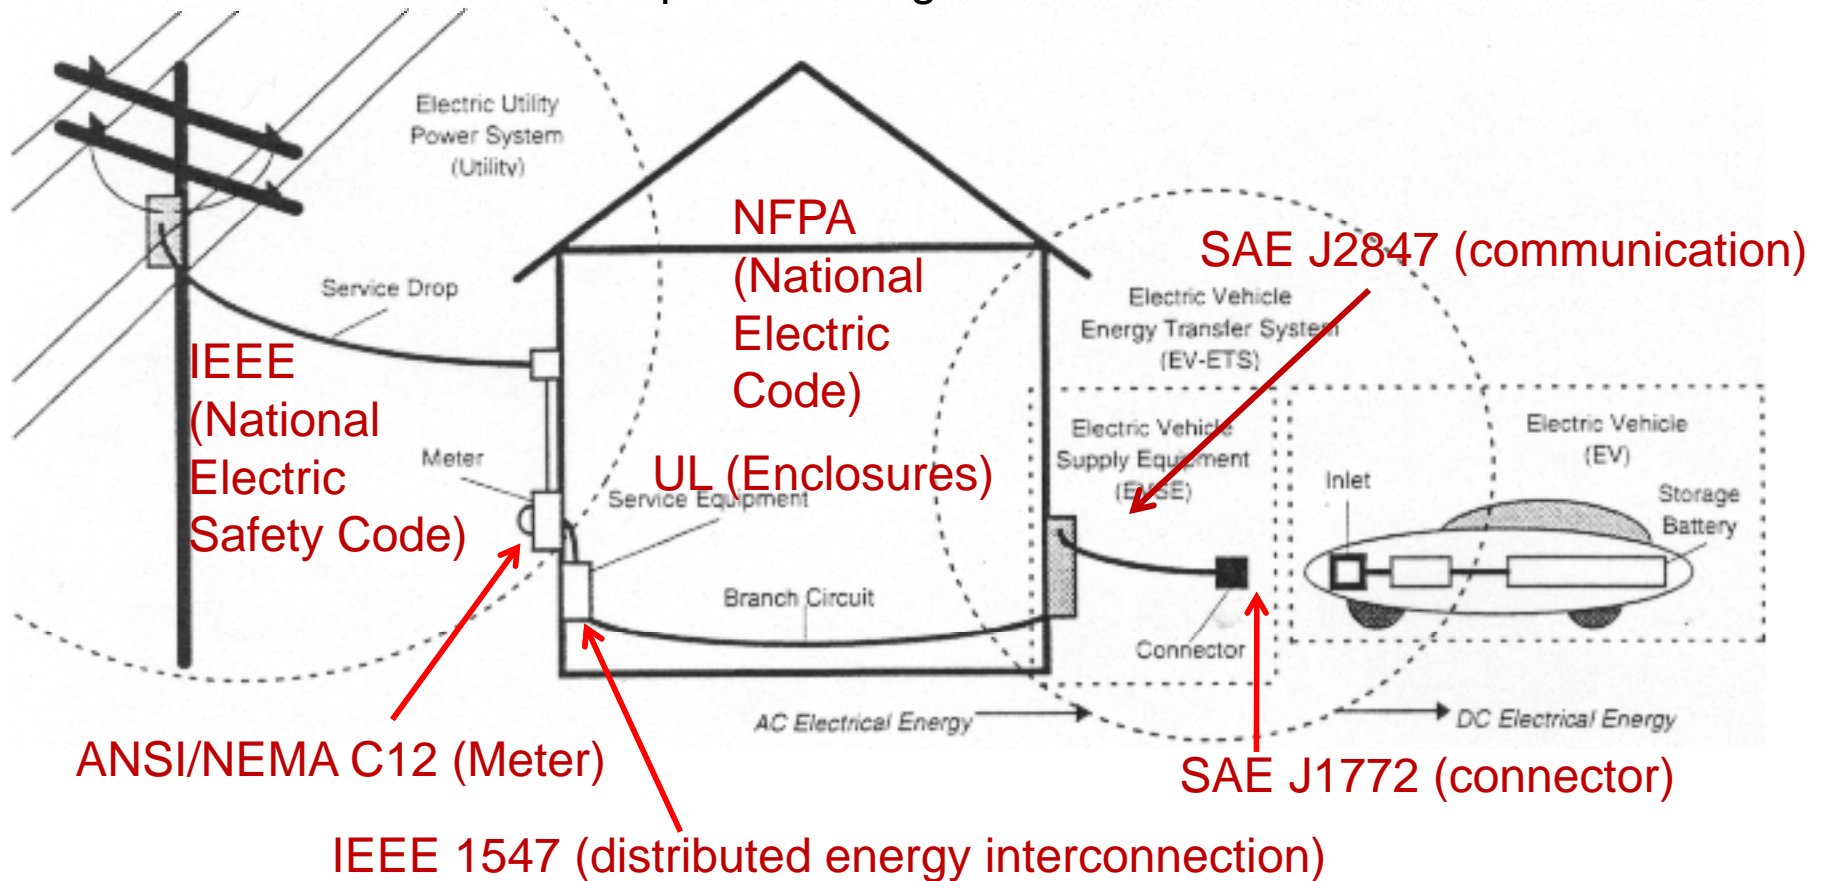 Electric Utility
Power System
(Utility)
NFPA
(National
Electric
Code)
SAE J2847 (communication)
Service Drop
Electric Vehicle
Energy Transfer System
(EV-ETS)
IEEE
(National
Electric
Safety Code)
Meter
UL (Enclosures)
Service Equipment
Electric Vehicle
Supply Equipment
(EVSE)
Electric Vehicle
(EV)
Inlet
Storage
Battery
Branch Circuit
Connector
AC Electrical Energy
DC Electrical Energy
ANSI/NEMA C12 (Meter)
SAE J1772 (connector)
IEEE 1547 (distributed energy interconnection)